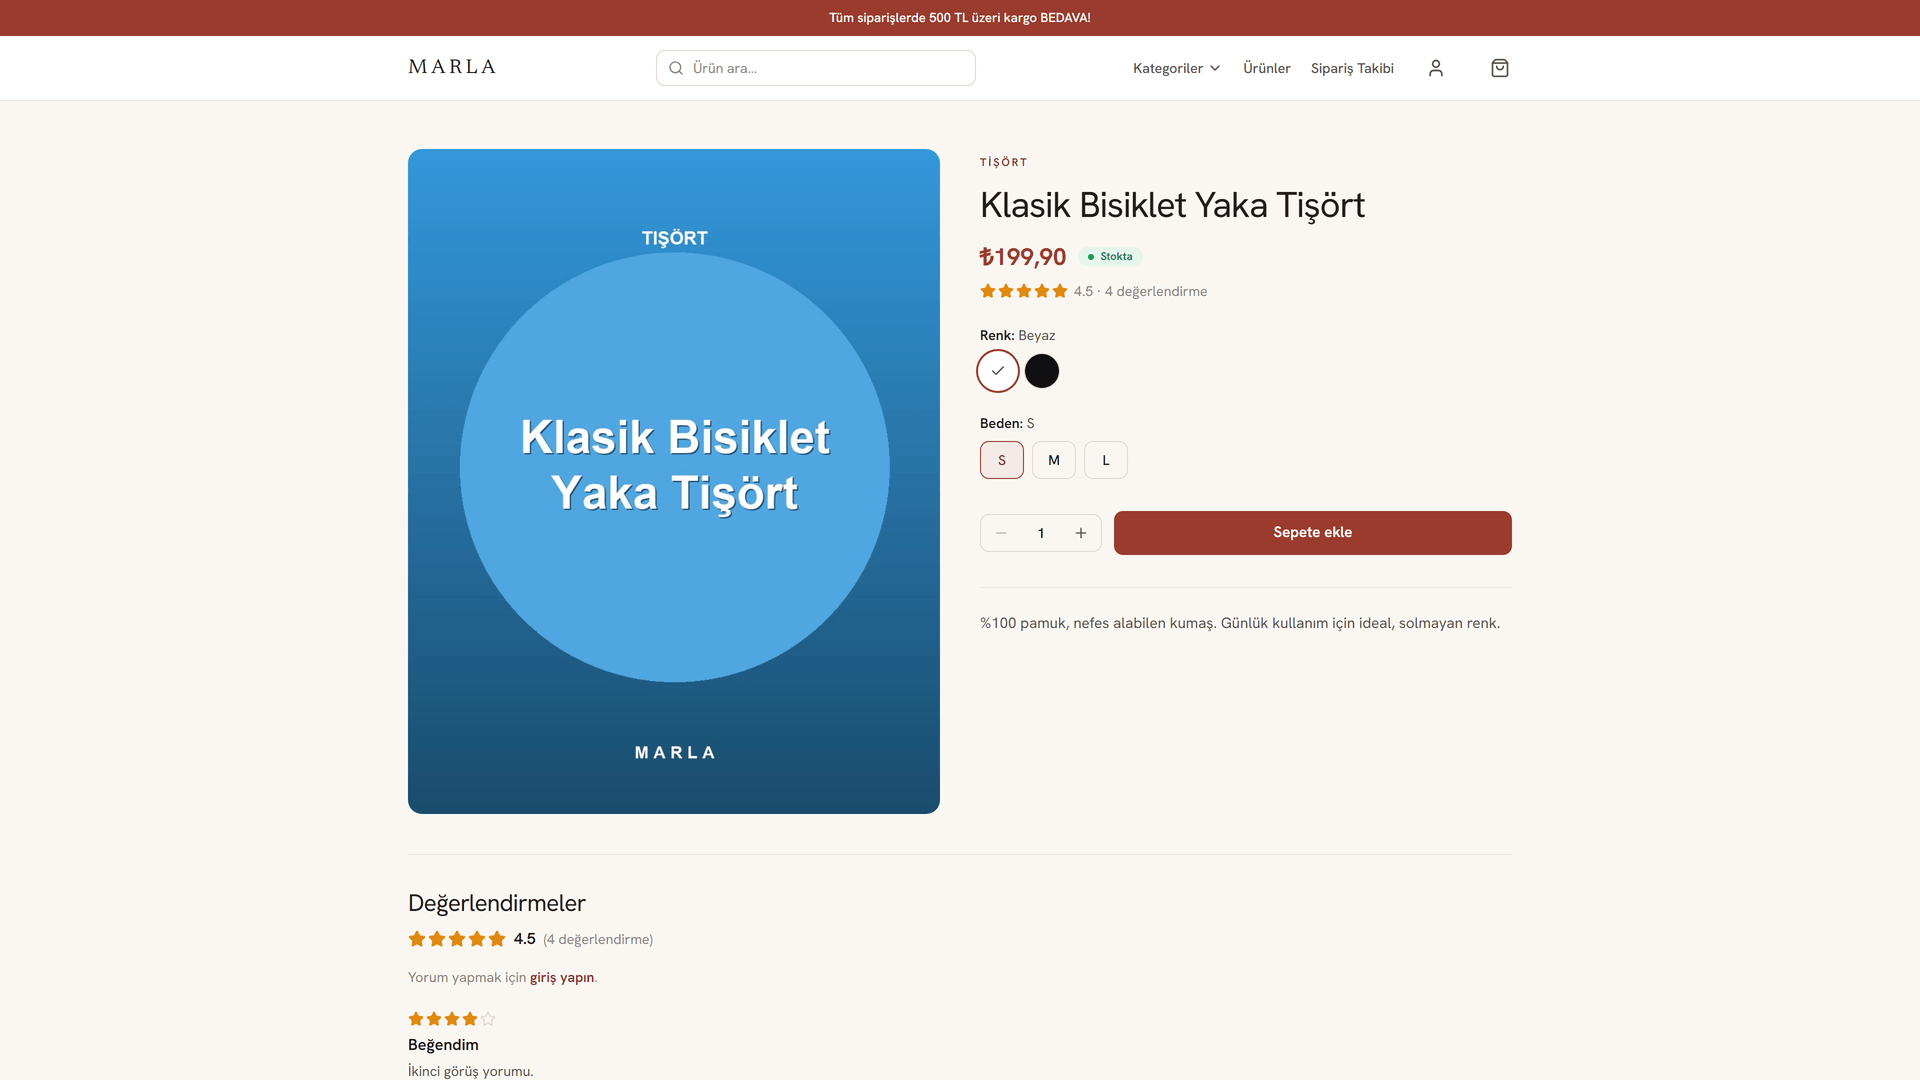 Tüm siparişlerde 500 TL üzeri kargo BEDAVA!
MARLA
Ürün ara...
Kategoriler
Ürünler
Sipariş Takibi
TIŞÖRT
Klasik Bisiklet
Yaka Tişört
MARLA
TİŞÖRT
Klasik Bisiklet Yaka Tişört
₺199,90
Stokta
4.5 · 4 değerlendirme
Renk: Beyaz
Beden: S
S
M
L
1
Sepete ekle
%100 pamuk, nefes alabilen kumaş. Günlük kullanım için ideal, solmayan renk.
Değerlendirmeler
4.5 (4 değerlendirme)
Yorum yapmak için giriş yapın.
Beğendim
İkinci görüş yorumu.